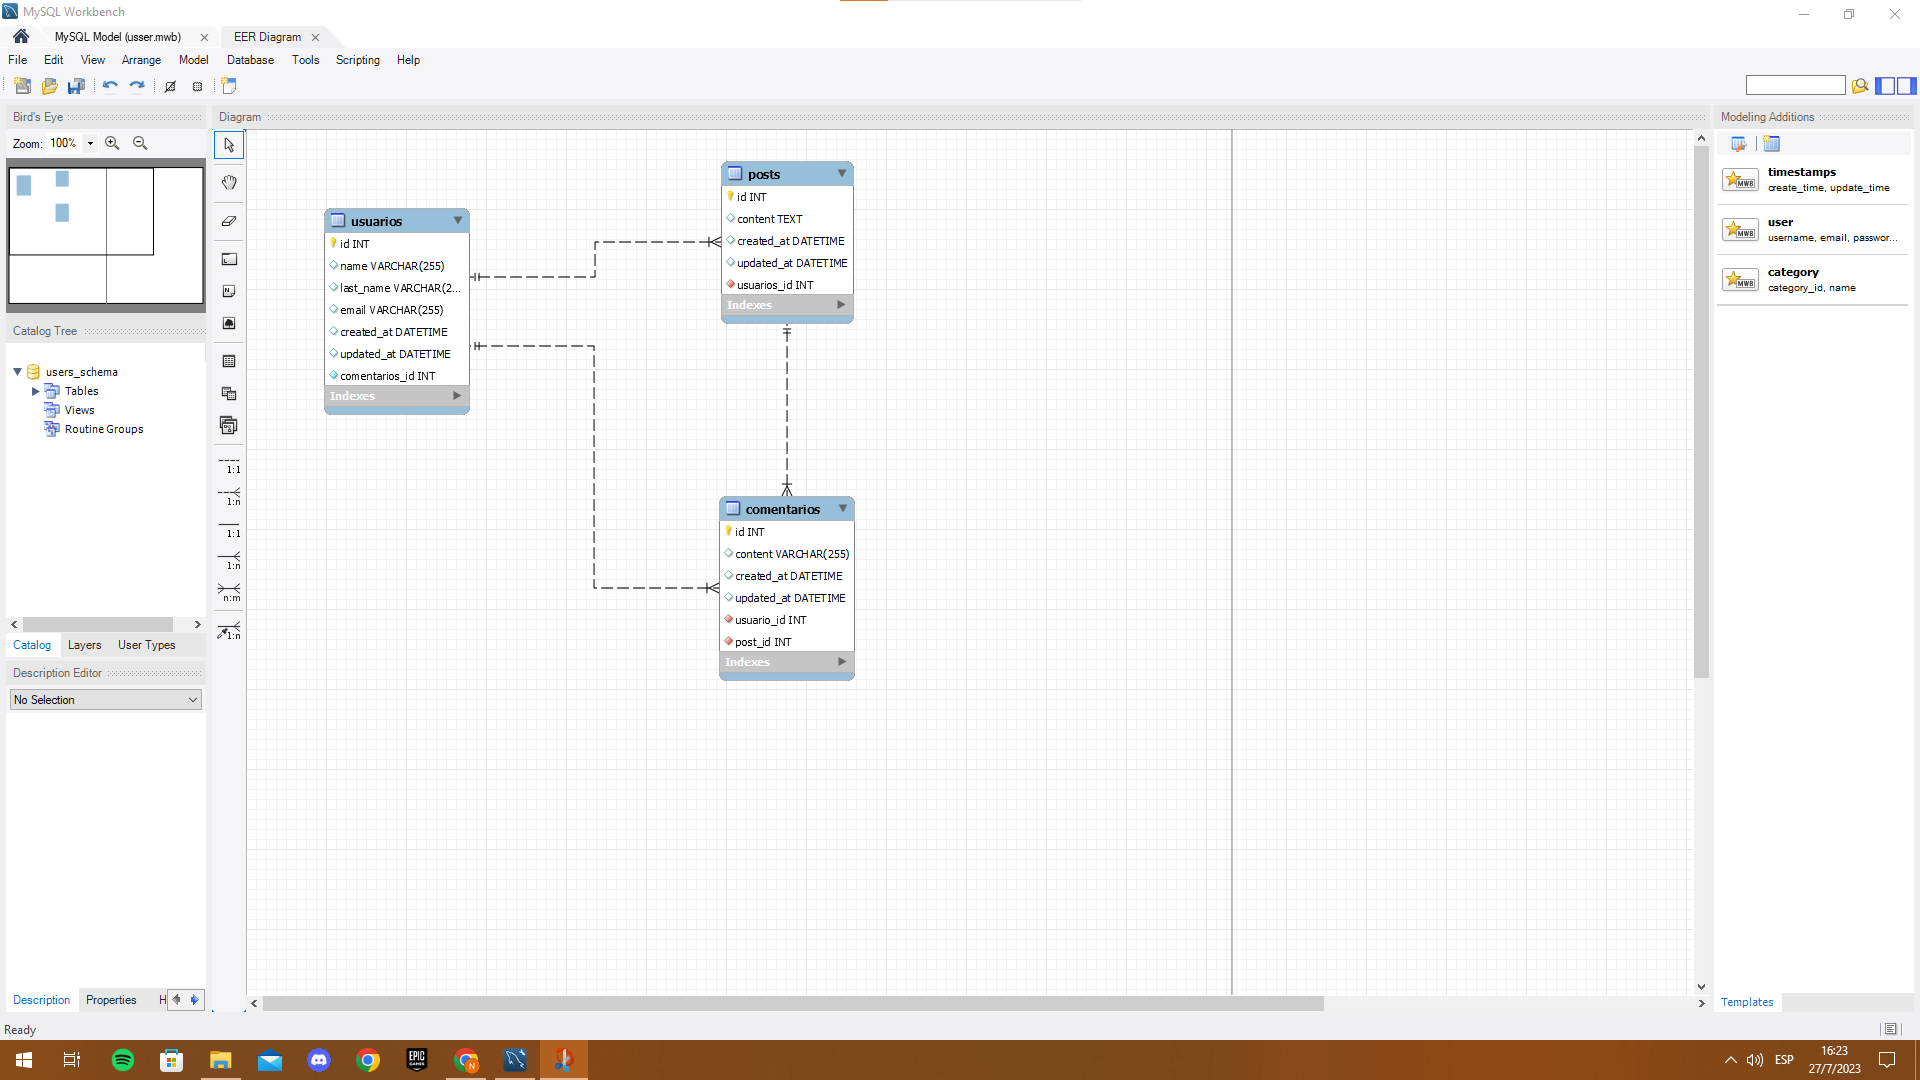 MySQL Workbench
MySQL Model (usser.mwb)
EER Diagram
File Edit View Arrange Model Database Tools Scripting Help
Bird's Eye
Zoom: 100%
Catalog Tree
users_schema
Tables
Views
Routine Groups
Catalog Layers User Types
Description Editor
No Selection
Description Properties H
Ready
Diagram
1:1
1:n
1:1
1:n
n:m
1:n
usuarios
id INT
name VARCHAR(255)
last_name VARCHAR(2...
email VARCHAR(255)
created_at DATETIME
updated_at DATETIME
comentarios_id INT
Indexes
posts
id INT
content TEXT
created_at DATETIME
updated_at DATETIME
usuarios_id INT
Indexes
comentarios
id INT
content VARCHAR(255)
created_at DATETIME
updated_at DATETIME
usuario_id INT
post_id INT
Indexes
Modeling Additions
MWB
timestamps
create_time, update_time
MWB
user
username, email, passwor...
MWB
category
category_id, name
Templates
EPIC
GAMES
N
ESP
16:23
27/7/2023